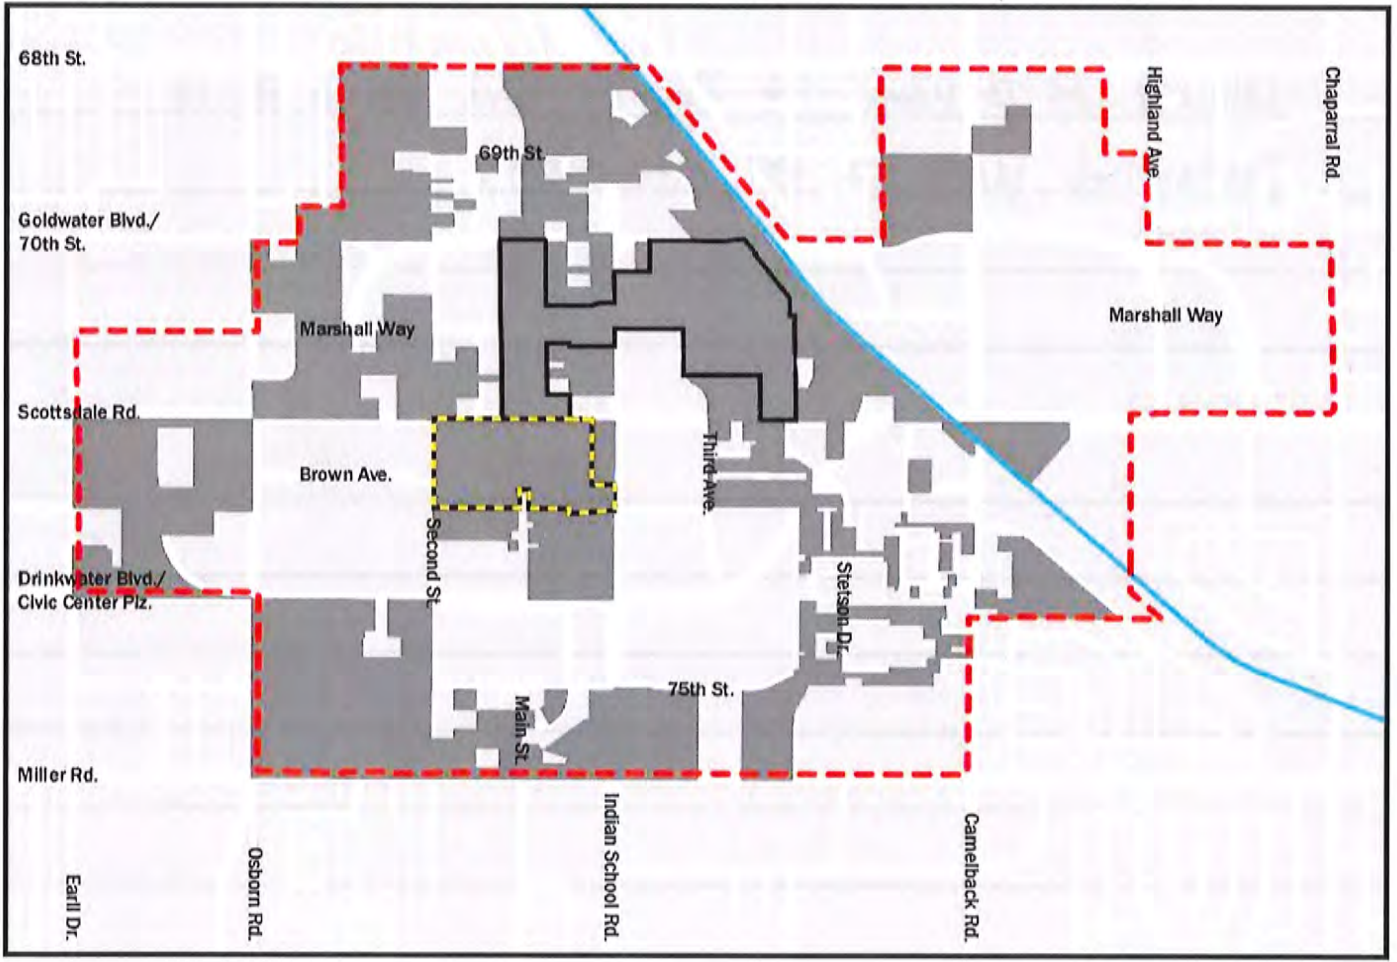 68th St.
Highland Ave.
Chaparral Rd.
69th St.
Goldwater Blvd./
70th St.
Marshall Way
Marshall Way
Scottsdale Rd.
Third Ave.
Brown Ave.
Second St.
Drinkwater Blvd./
Civic Center Plz.
Stetson Dr.
75th St.
Main St.
Miller Rd.
Indian School Rd.
Camelback Rd.
Osborn Rd.
Earll Dr.